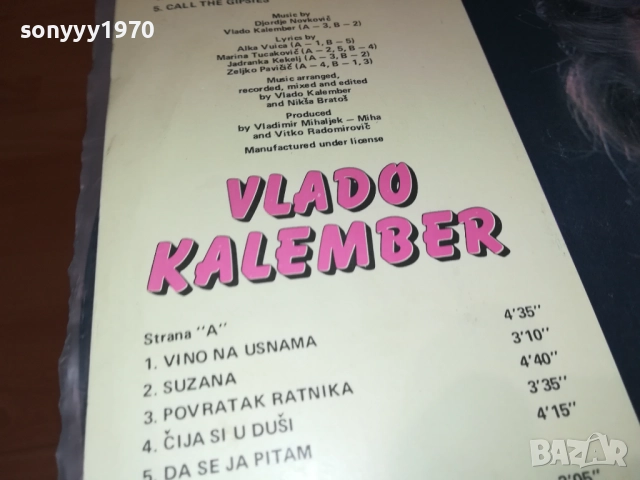 sonyyy1970
5. CALL THE GIPSIES
Music by
Djordje Novković
Vlado Kalember (A – 3, B – 2)
Lyrics by
Alka Vuica (A – 1, B – 5)
Marina Tucaković (A – 2, 5, B – 4)
Jadranka Kekelj (A – 3, B – 2)
Željko Pavičić (A – 4, B – 1, 3)
Music arranged,
recorded, mixed and edited
by Vlado Kalember
and Nikša Bratoš
Produced
by Vladimir Mihaljek – Miha
and Vitko Radomirovič
Manufactured under license
VLADO
KALEMBER
Strana "A"
1. VINO NA USNAMA 4'35"
2. SUZANA 3'10"
3. POVRATAK RATNIKA 4'40"
4. ČIJA SI U DUŠI 3'35"
5. DA SE JA PITAM 4'15"
BAZAR